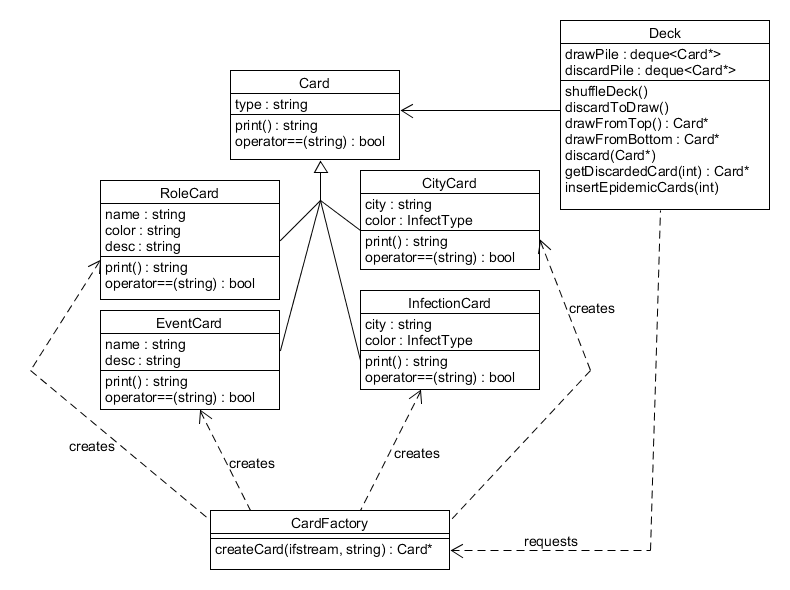 Deck
drawPile : deque<Card*>
discardPile : deque<Card*>
shuffleDeck()
discardToDraw()
drawFromTop() : Card*
drawFromBottom : Card*
discard(Card*)
getDiscardedCard(int) : Card*
insertEpidemicCards(int)
Card
type : string
print() : string
operator==(string) : bool
RoleCard
name : string
color : string
desc : string
print() : string
operator==(string) : bool
CityCard
city : string
color : InfectType
print() : string
operator==(string) : bool
EventCard
name : string
desc : string
print() : string
operator==(string) : bool
InfectionCard
city : string
color : InfectType
print() : string
operator==(string) : bool
creates
creates
creates
creates
CardFactory
createCard(ifstream, string) : Card*
requests